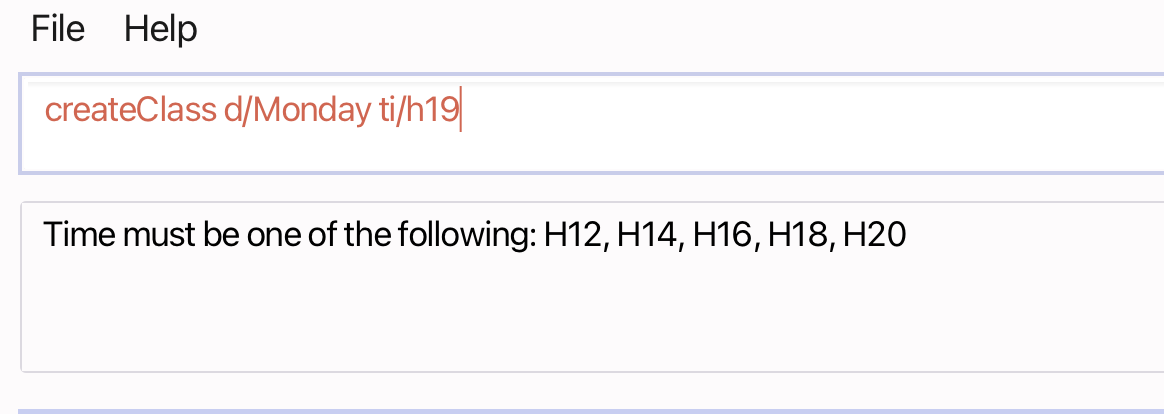 File Help
createClass d/Monday ti/h19
Time must be one of the following: H12, H14, H16, H18, H20